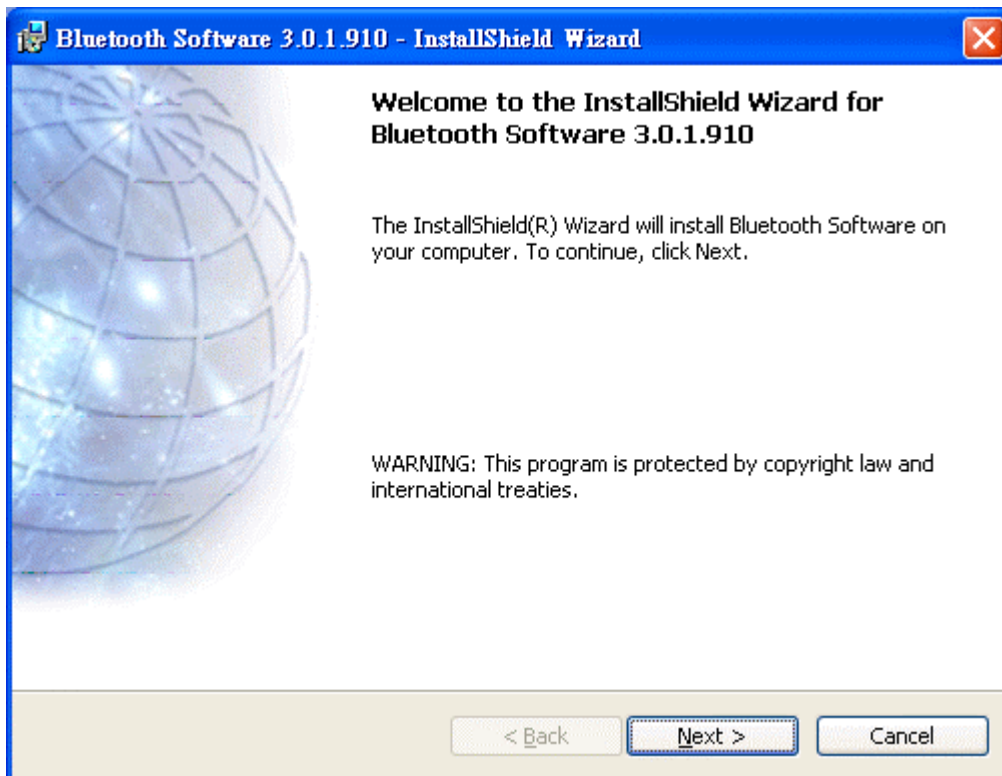 Bluetooth Software 3.0.1.910 - InstallShield Wizard
Welcome to the InstallShield Wizard for
Bluetooth Software 3.0.1.910
The InstallShield(R) Wizard will install Bluetooth Software on
your computer. To continue, click Next.
WARNING: This program is protected by copyright law and
international treaties.
< Back
Next >
Cancel